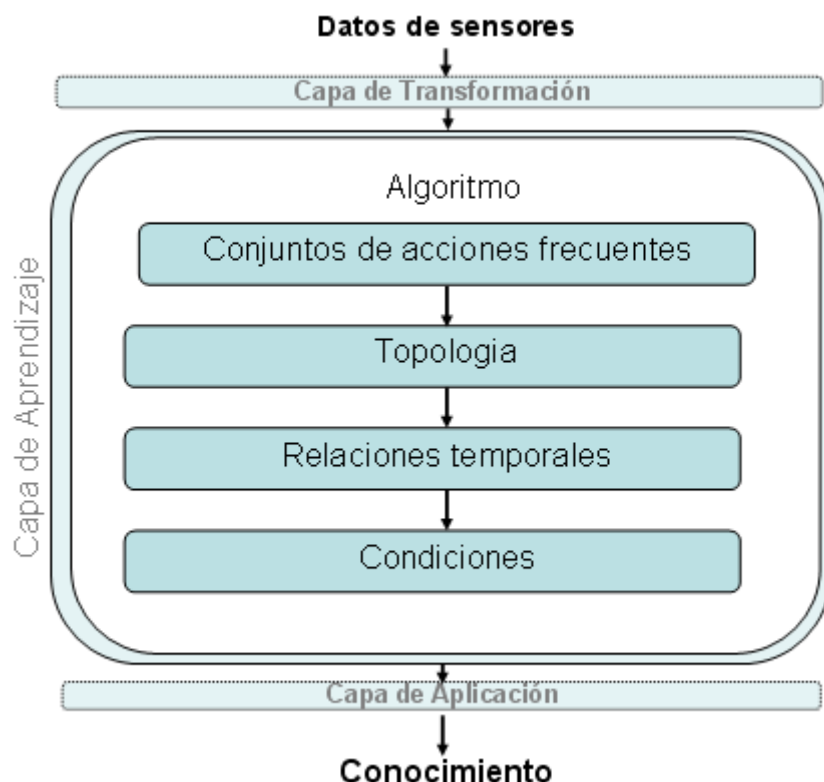 Datos de sensores
Capa de Transformación
Capa de Aprendizaje
Algoritmo
Conjuntos de acciones frecuentes
Topologia
Relaciones temporales
Condiciones
Capa de Aplicación
Conocimiento